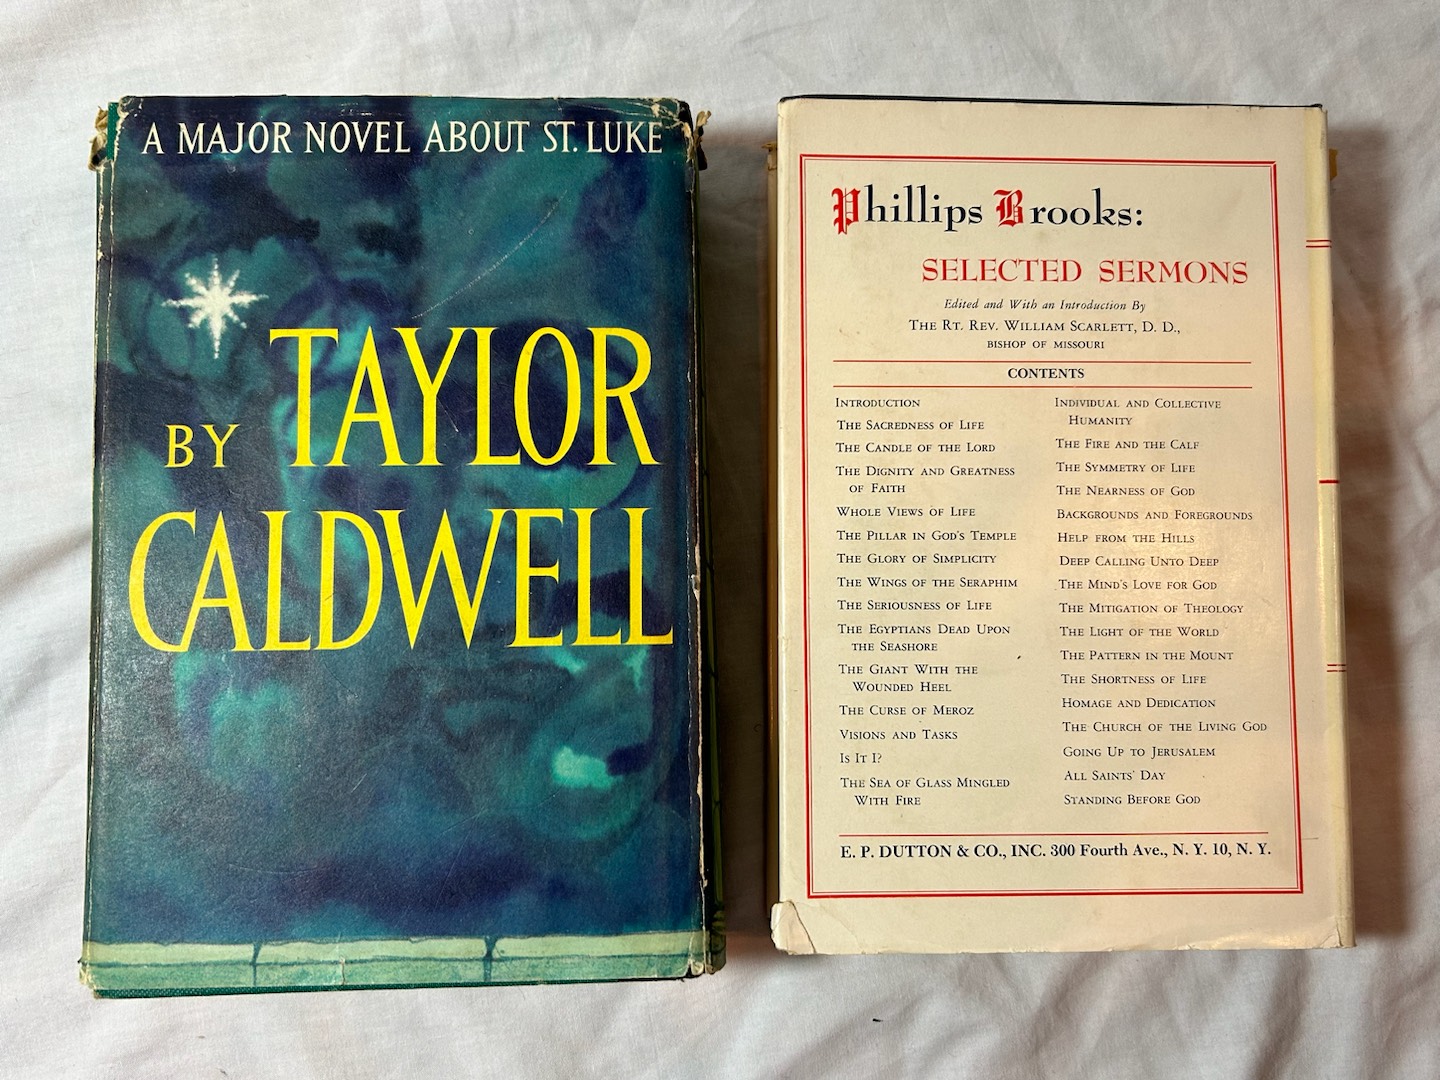 A MAJOR NOVEL ABOUT ST. LUKE
BY TAYLOR
CALDWELL
Phillips Brooks:
SELECTED SERMONS
Edited and With an Introduction By
THE RT. REV. WILLIAM SCARLETT, D. D.,
BISHOP OF MISSOURI
CONTENTS
INTRODUCTION
THE SACREDNESS OF LIFE
THE CANDLE OF THE LORD
THE DIGNITY AND GREATNESS
OF FAITH
WHOLE VIEWS OF LIFE
THE PILLAR IN GOD'S TEMPLE
THE GLORY OF SIMPLICITY
THE WINGS OF THE SERAPHIM
THE SERIOUSNESS OF LIFE
THE EGYPTIANS DEAD UPON
THE SEASHORE
THE GIANT WITH THE
WOUNDED HEEL
THE CURSE OF MEROZ
VISIONS AND TASKS
IS IT I?
THE SEA OF GLASS MINGLED
WITH FIRE
INDIVIDUAL AND COLLECTIVE
HUMANITY
THE FIRE AND THE CALF
THE SYMMETRY OF LIFE
THE NEARNESS OF GOD
BACKGROUNDS AND FOREGROUNDS
HELP FROM THE HILLS
DEEP CALLING UNTO DEEP
THE MIND'S LOVE FOR GOD
THE MITIGATION OF THEOLOGY
THE LIGHT OF THE WORLD
THE PATTERN IN THE MOUNT
THE SHORTNESS OF LIFE
HOMAGE AND DEDICATION
THE CHURCH OF THE LIVING GOD
GOING UP TO JERUSALEM
ALL SAINTS' DAY
STANDING BEFORE GOD
E. P. DUTTON & CO., INC. 300 Fourth Ave., N. Y. 10, N. Y.